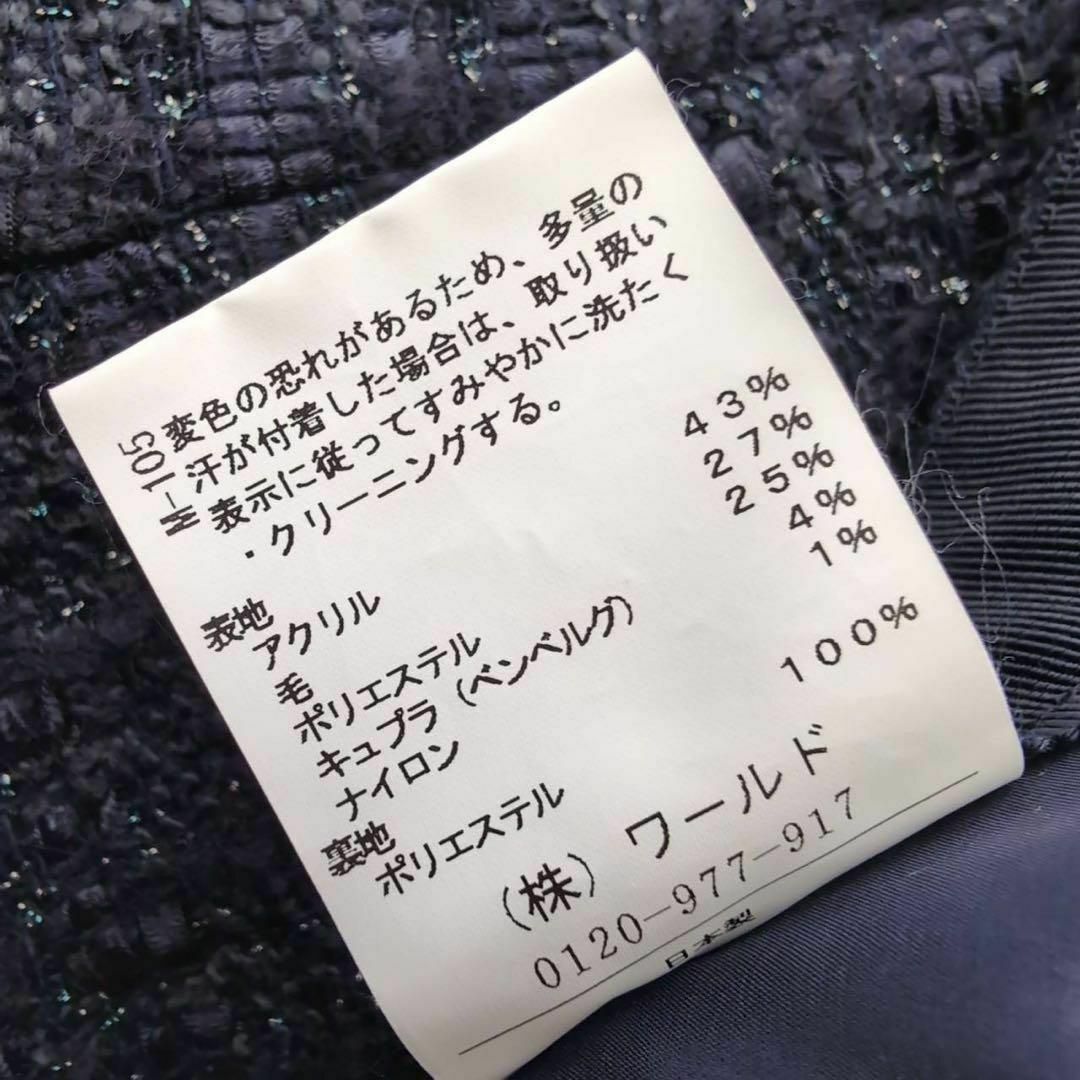 変色の恐れがあるため、多量の
汗が付着した場合は、取り扱い
表示に従ってすみやかに洗たく
・クリーニングする。
M-105
表地
アクリル 43%
毛 27%
ポリエステル 25%
キュプラ(ベンベルグ) 4%
ナイロン 1%
裏地
ポリエステル 100%
(株) ワールド
0120-977-917
日本製